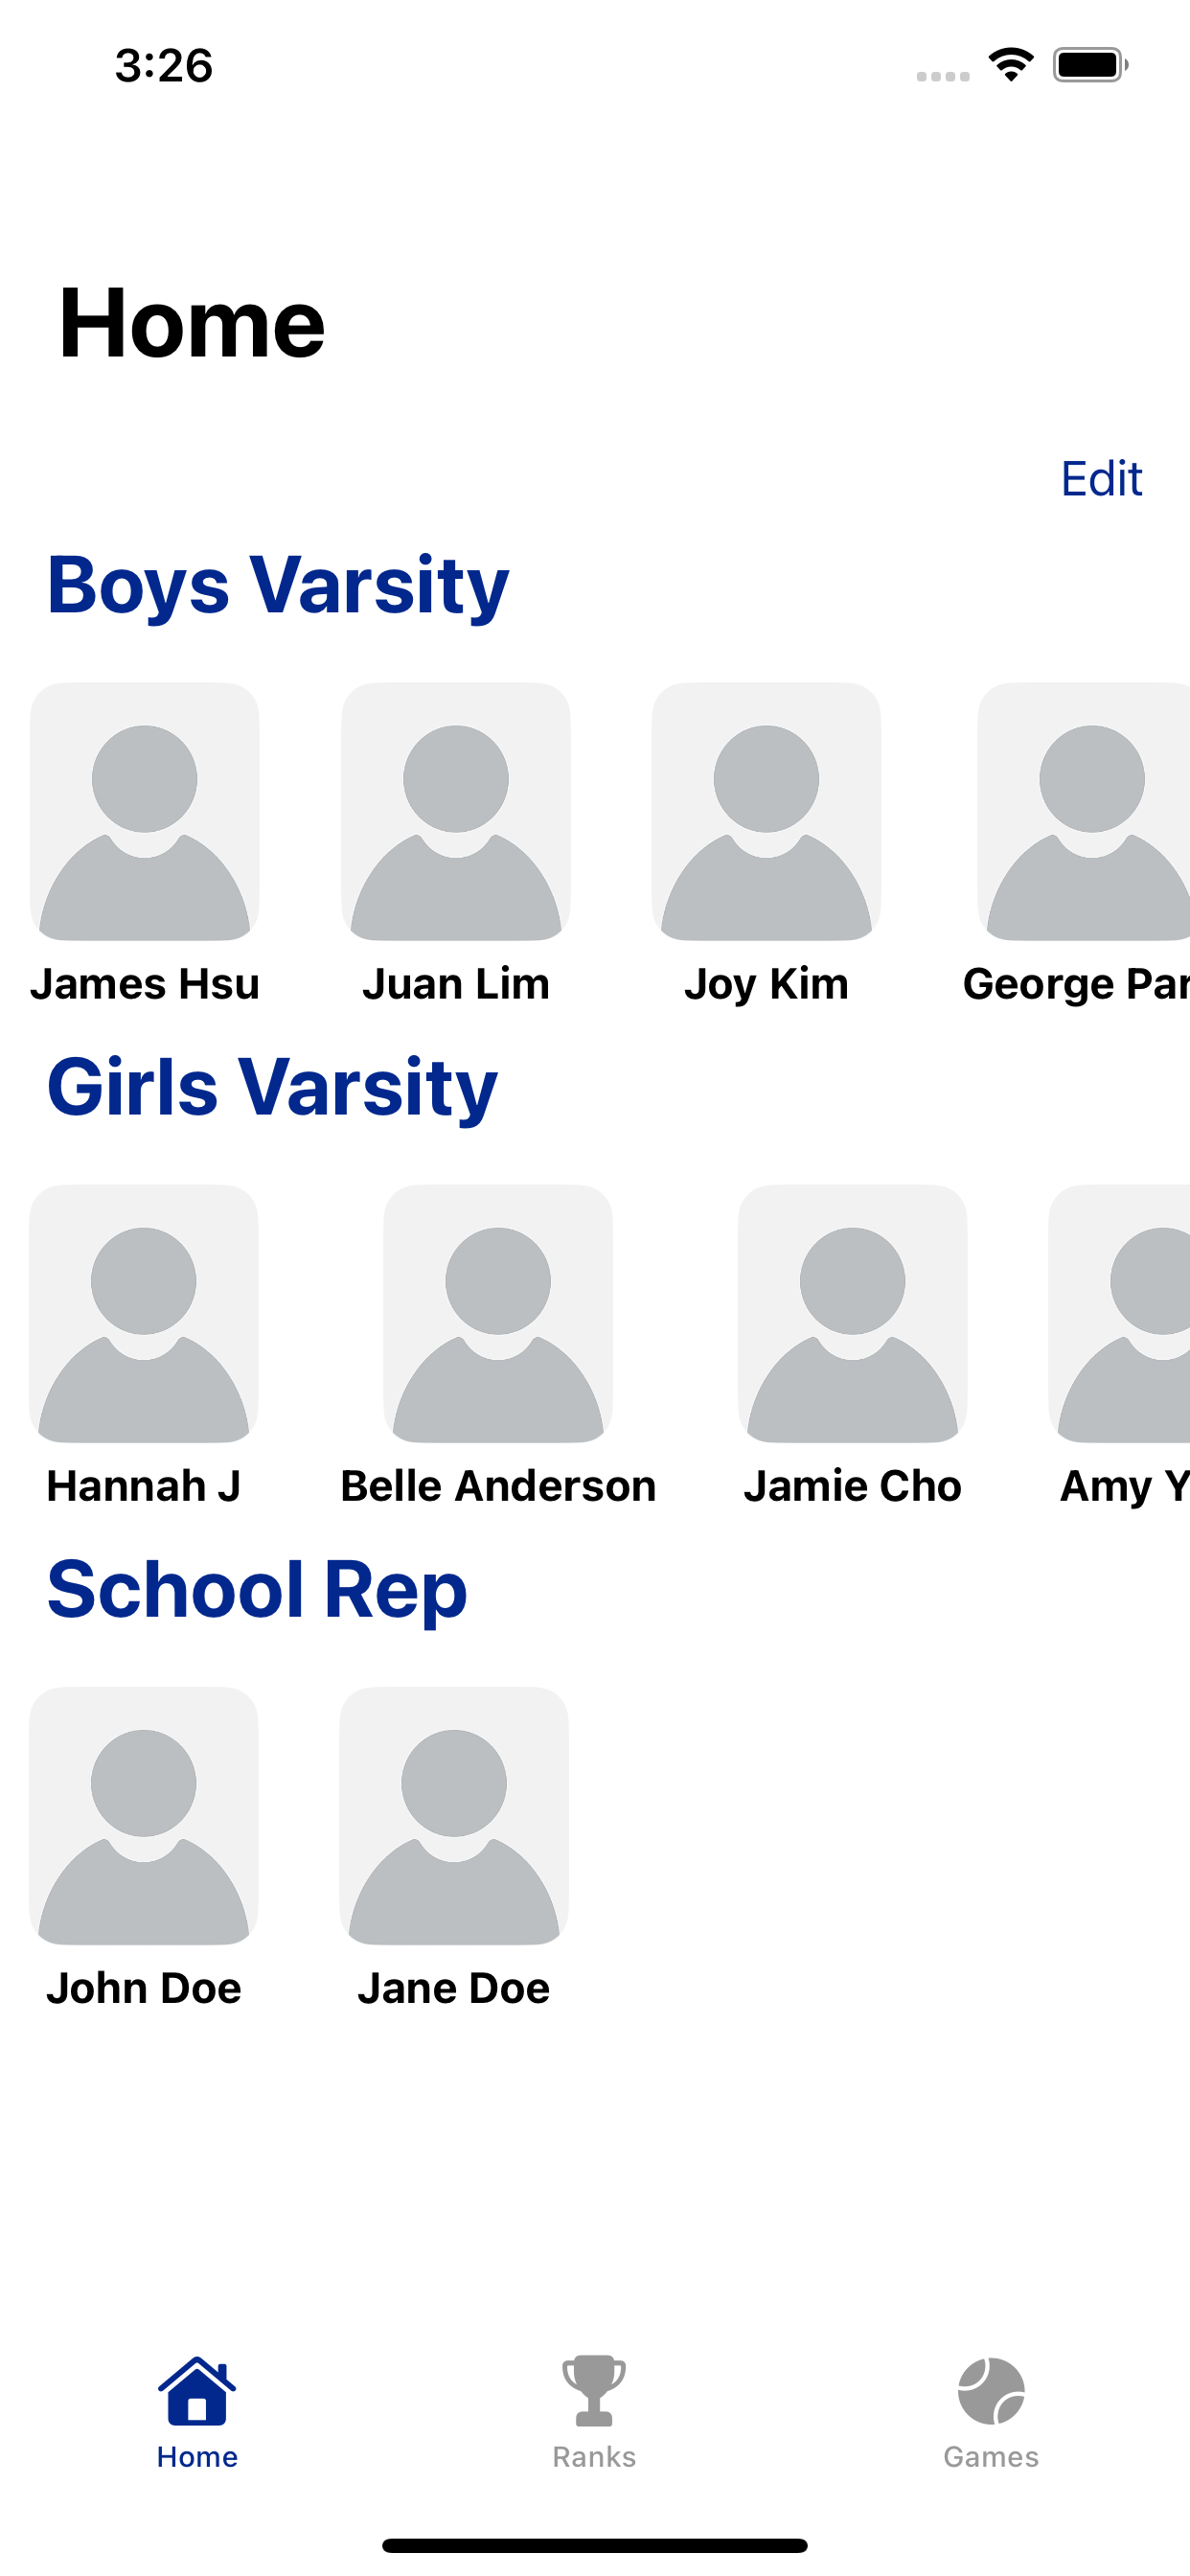 3:26
Home
Edit
Boys Varsity
James Hsu Juan Lim Joy Kim George Par
Girls Varsity
Hannah J Belle Anderson Jamie Cho Amy Y
School Rep
John Doe Jane Doe
Home Ranks Games